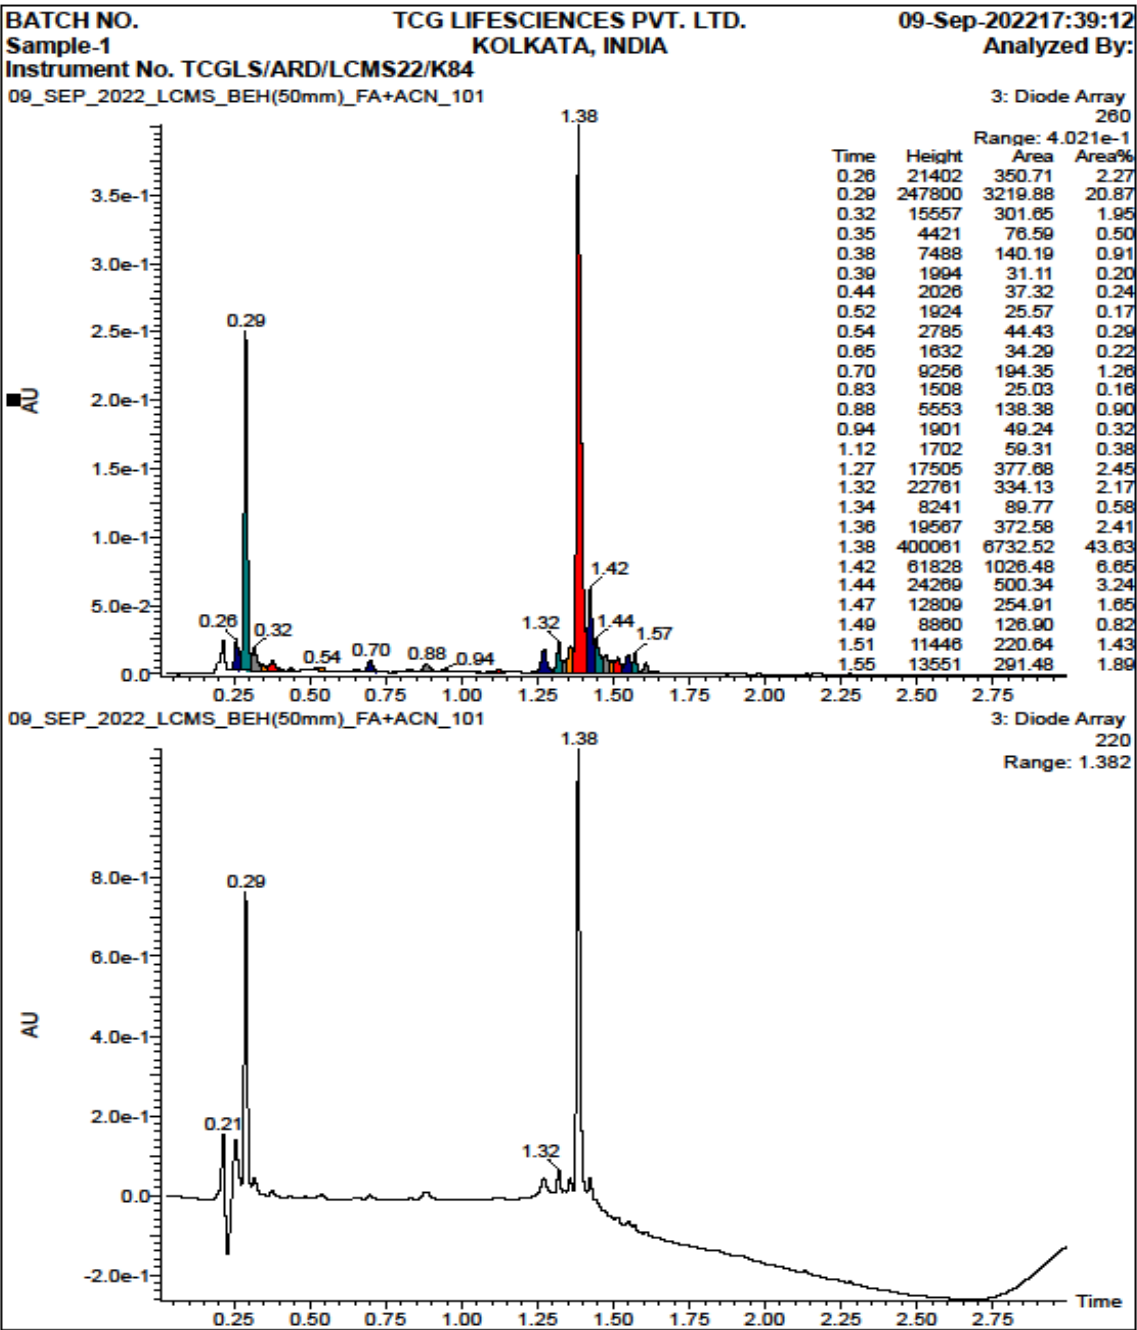 BATCH NO. TCG LIFESCIENCES PVT. LTD. 09-Sep-202217:39:12
Sample-1 KOLKATA, INDIA Analyzed By:
Instrument No. TCGLS/ARD/LCMS22/K84
09_SEP_2022_LCMS_BEH(50mm)_FA+ACN_101 3: Diode Array
260
Range: 4.021e-1
Time Height Area Area%
0.26 21402 350.71 2.27
0.29 247800 3219.88 20.87
0.32 15557 301.65 1.95
0.35 4421 76.59 0.50
0.38 7488 140.19 0.91
0.39 1994 31.11 0.20
0.44 2026 37.32 0.24
0.52 1924 25.57 0.17
0.54 2785 44.43 0.29
0.65 1632 34.29 0.22
0.70 9256 194.35 1.26
0.83 1508 25.03 0.16
0.88 5553 138.38 0.90
0.94 1901 49.24 0.32
1.12 1702 59.31 0.38
1.27 17505 377.68 2.45
1.32 22761 334.13 2.17
1.34 8241 89.77 0.58
1.36 19567 372.58 2.41
1.38 400061 6732.52 43.63
1.42 61828 1026.48 6.65
1.44 24269 500.34 3.24
1.47 12809 254.91 1.65
1.49 8860 126.90 0.82
1.51 11446 220.64 1.43
1.55 13551 291.48 1.89
1.38
3.5e-1
3.0e-1
0.29
2.5e-1
AU
2.0e-1
1.5e-1
1.0e-1
1.42
5.0e-2
0.26 0.32 0.54 0.70 0.88 0.94 1.32 1.44 1.57
0.0
0.25 0.50 0.75 1.00 1.25 1.50 1.75 2.00 2.25 2.50 2.75
09_SEP_2022_LCMS_BEH(50mm)_FA+ACN_101 3: Diode Array
1.38 220
Range: 1.382
8.0e-1
0.29
6.0e-1
AU
4.0e-1
2.0e-1
0.21
1.32
0.0
-2.0e-1
Time
0.25 0.50 0.75 1.00 1.25 1.50 1.75 2.00 2.25 2.50 2.75